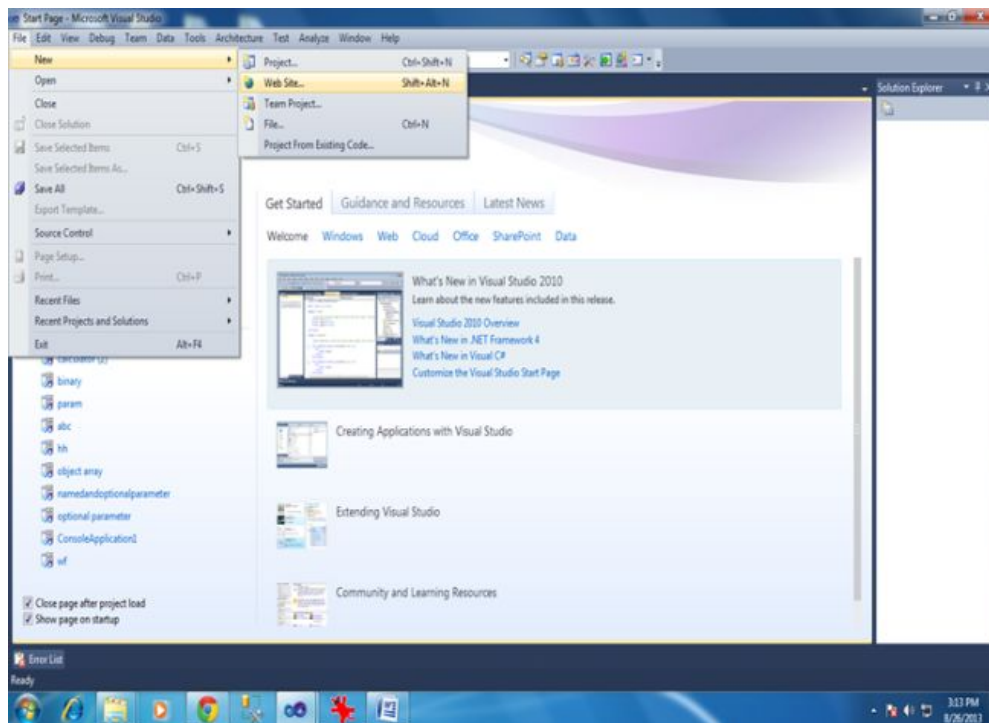 Start Page - Microsoft Visual Studio
File Edit View Debug Team Data Tools Architecture Test Analyze Window Help
New
Open
Close
Close Solution
Save Selected Items Ctrl+S
Save Selected Items As...
Save All Ctrl+Shift+S
Export Template...
Source Control
Page Setup...
Print... Ctrl+P
Recent Files
Recent Projects and Solutions
Exit Alt+F4
Project... Ctrl+Shift+N
Web Site... Shift+Alt+N
Team Project...
File... Ctrl+N
Project From Existing Code...
Solution Explorer
calculator (2)
binary
param
abc
hh
object array
namedandoptionalparameter
optional parameter
ConsoleApplication1
wf
Close page after project load
Show page on startup
Get Started Guidance and Resources Latest News
Welcome Windows Web Cloud Office SharePoint Data
What's New in Visual Studio 2010
Learn about the new features included in this release.
Visual Studio 2010 Overview
What's New in .NET Framework 4
What's New in Visual C#
Customize the Visual Studio Start Page
Creating Applications with Visual Studio
Extending Visual Studio
Community and Learning Resources
Error List
Ready
3:13 PM
8/26/2013